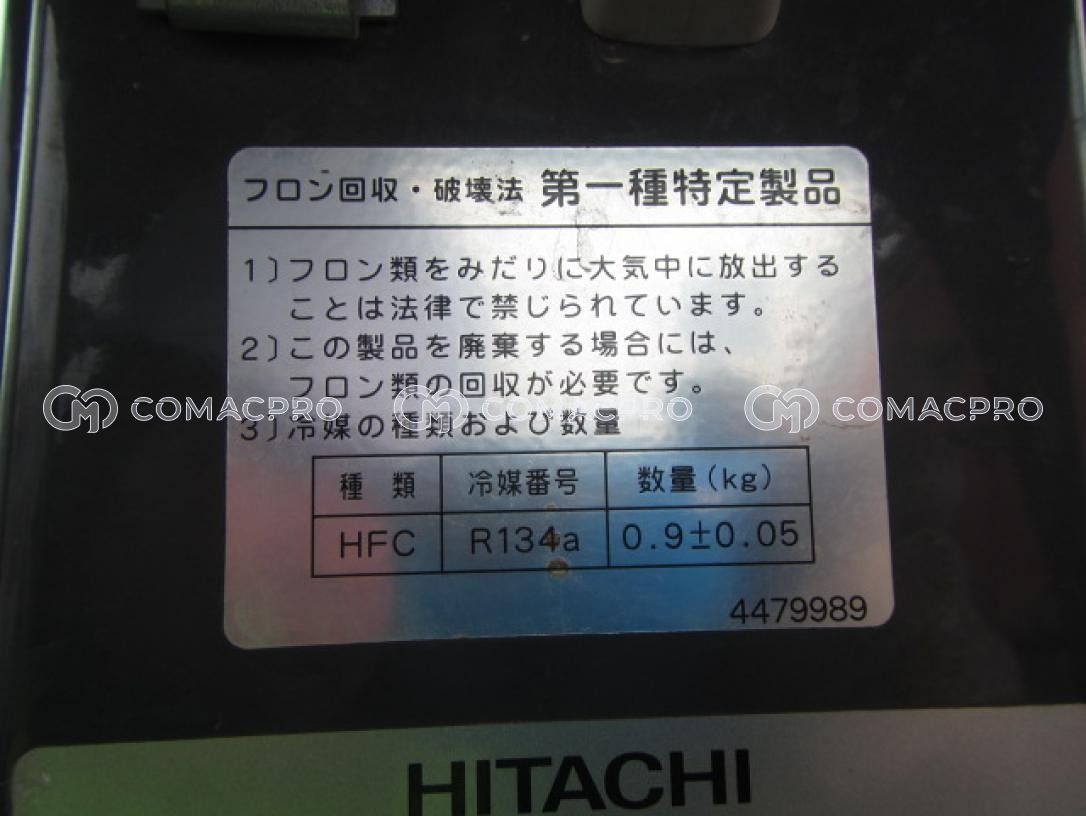 フロン回収・破壊法 第一種特定製品
1)フロン類をみだりに大気中に放出する
ことは法律で禁じられています。
2)この製品を廃棄する場合には、
フロン類の回収が必要です。
COMACPRO COMACPRO COMACPRO
3)冷媒の種類および数量
種類 冷媒番号 数量(kg)
HFC R134a 0.9±0.05
4479989
HITACHI